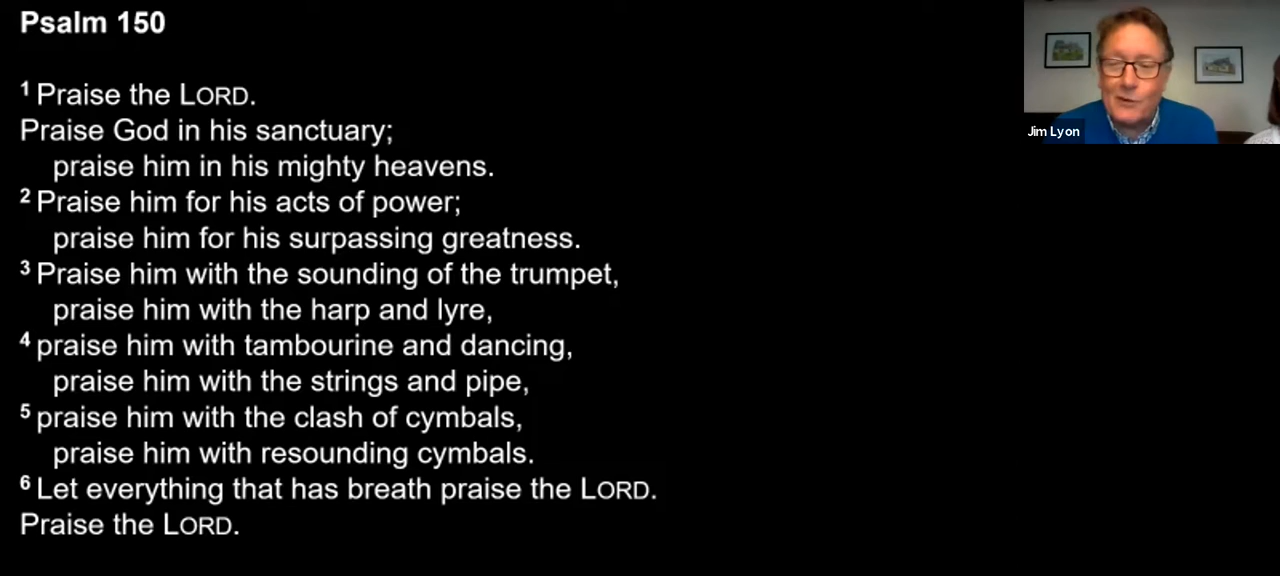 Psalm 150
1 Praise the LORD.
Praise God in his sanctuary;
praise him in his mighty heavens.
2 Praise him for his acts of power;
praise him for his surpassing greatness.
3 Praise him with the sounding of the trumpet,
praise him with the harp and lyre,
4 praise him with tambourine and dancing,
praise him with the strings and pipe,
5 praise him with the clash of cymbals,
praise him with resounding cymbals.
6 Let everything that has breath praise the LORD.
Praise the LORD.
Jim Lyon